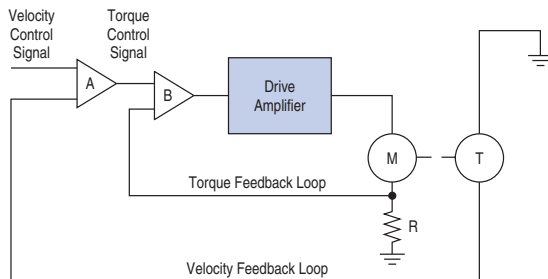 Velocity
Control
Signal
Torque
Control
Signal
A
B
Drive
Amplifier
M
T
Torque Feedback Loop
R
Velocity Feedback Loop